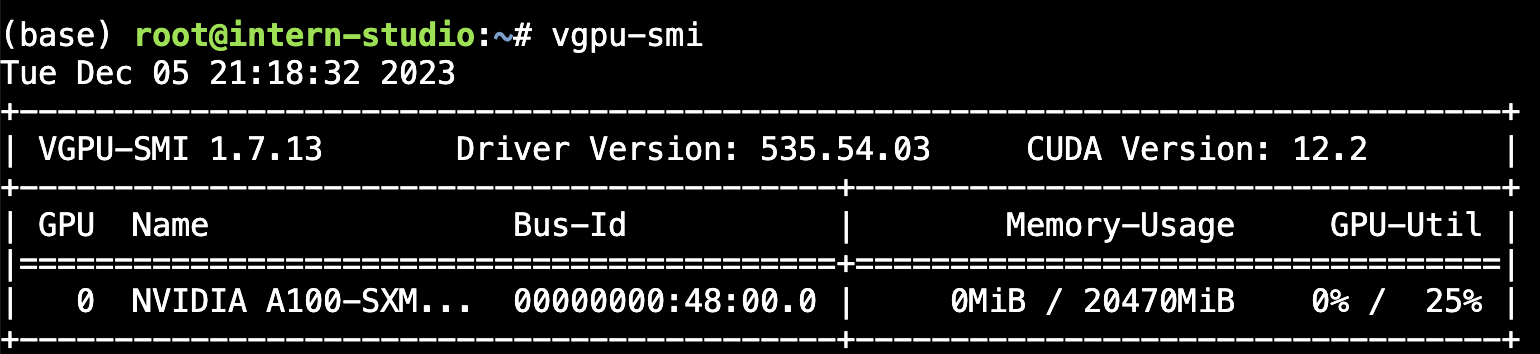 (base) root@intern-studio:~# vgpu-smi
Tue Dec 05 21:18:32 2023
+------------------------------------------------------------------------------+
| VGPU-SMI 1.7.13       Driver Version: 535.54.03     CUDA Version: 12.2       |
+-------------------------------------------+----------------------------------+
| GPU  Name                Bus-Id           |        Memory-Usage     GPU-Util |
|===========================================+==================================|
|   0  NVIDIA A100-SXM...  00000000:48:00.0 |     0MiB / 20470MiB    0% /  25% |
+-------------------------------------------+----------------------------------+